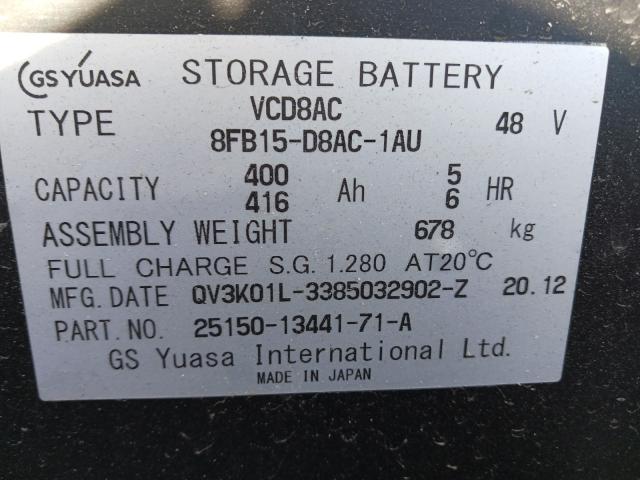 GS YUASA STORAGE BATTERY
TYPE VCD8AC 48 V
8FB15-D8AC-1AU
CAPACITY 400 Ah 5 HR
416 6
ASSEMBLY WEIGHT 678 kg
FULL CHARGE S.G. 1.280 AT20℃
MFG.DATE QV3K01L-3385032902-Z 20.12
PART.NO. 25150-13441-71-A
GS Yuasa International Ltd.
MADE IN JAPAN